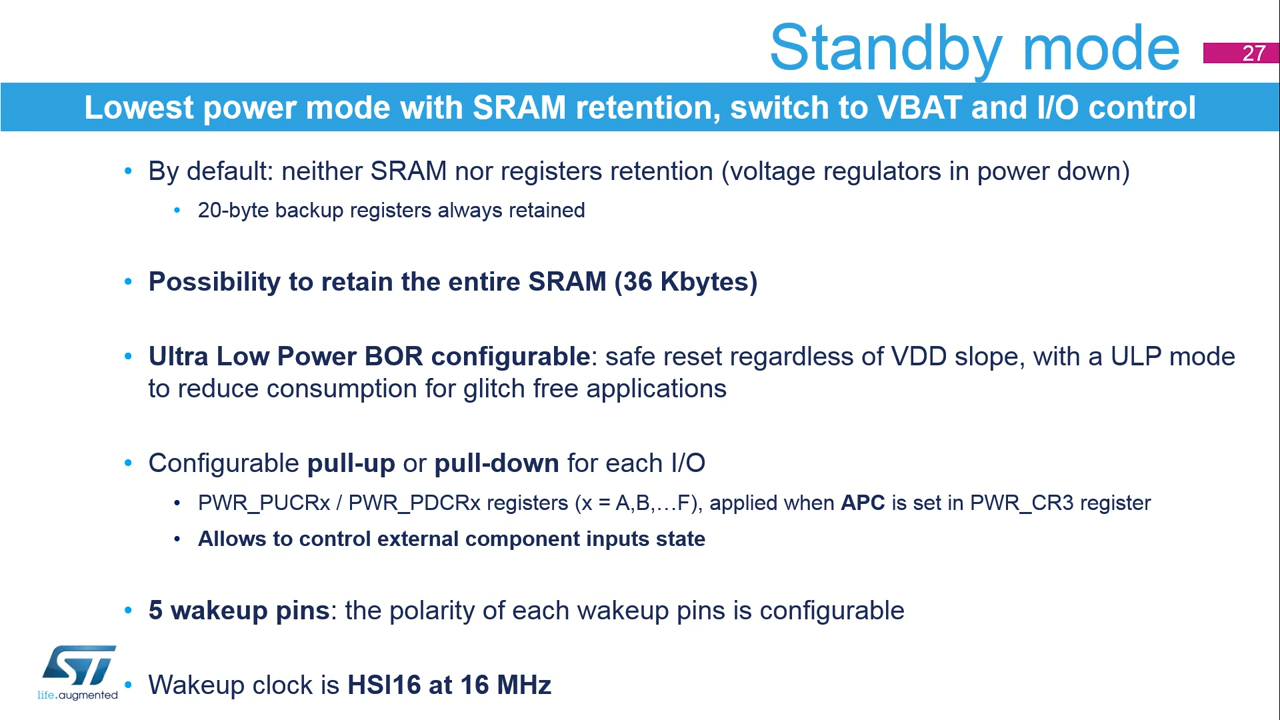 Standby mode
27
Lowest power mode with SRAM retention, switch to VBAT and I/O control
• By default: neither SRAM nor registers retention (voltage regulators in power down)
• 20-byte backup registers always retained
• Possibility to retain the entire SRAM (36 Kbytes)
• Ultra Low Power BOR configurable: safe reset regardless of VDD slope, with a ULP mode
to reduce consumption for glitch free applications
• Configurable pull-up or pull-down for each I/O
• PWR_PUCRx / PWR_PDCRx registers (x = A,B,…F), applied when APC is set in PWR_CR3 register
• Allows to control external component inputs state
• 5 wakeup pins: the polarity of each wakeup pins is configurable
• Wakeup clock is HSI16 at 16 MHz
ST
life.augmented